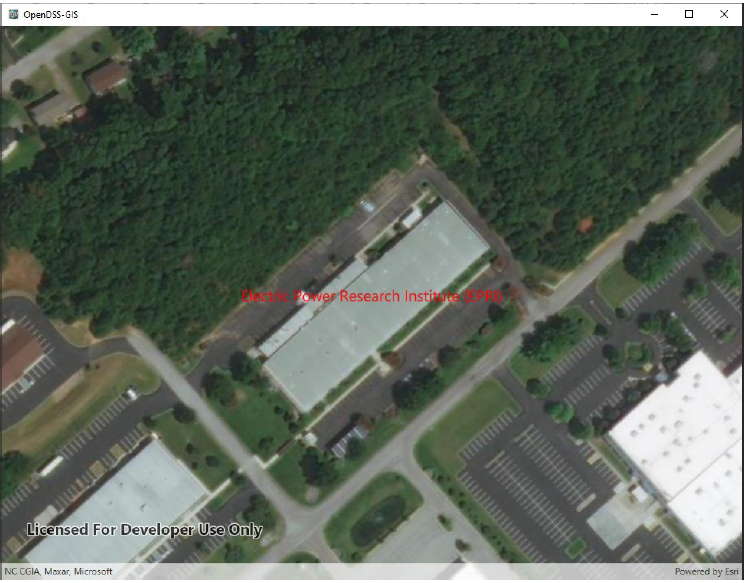 OpenDSS-GIS
Electric Power Research Institute (EPRI)
Licensed For Developer Use Only
NC CGIA, Maxar, Microsoft
Powered by Esri